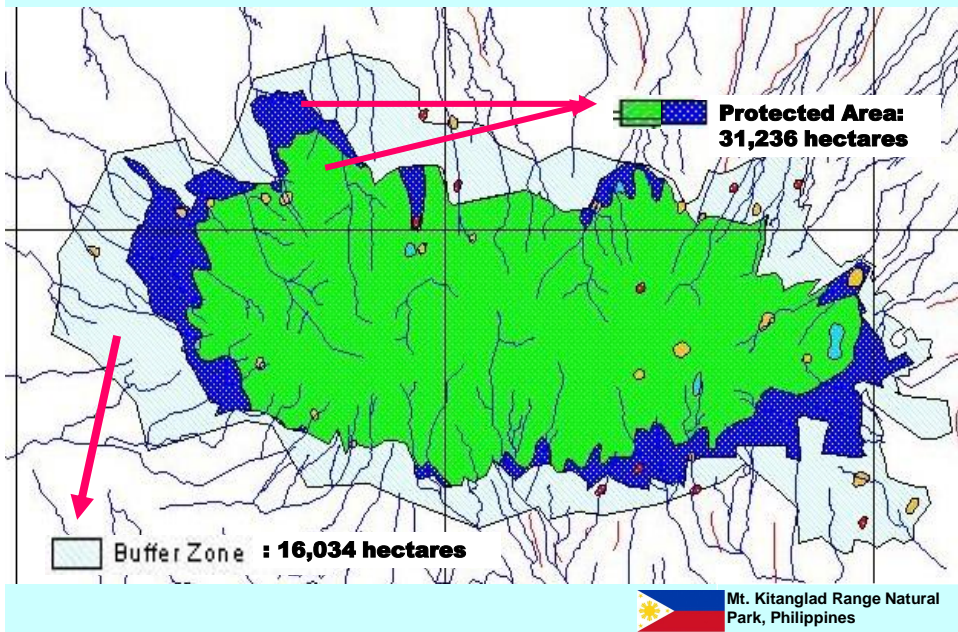 Protected Area:
31,236 hectares
Buffer Zone : 16,034 hectares
Mt. Kitanglad Range Natural
Park, Philippines